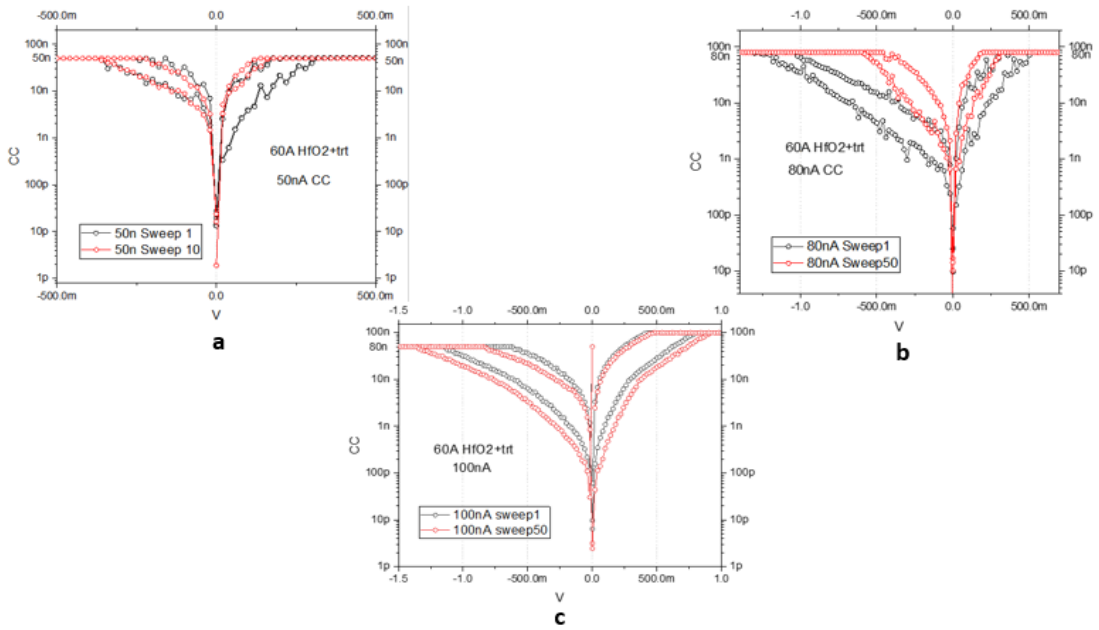 -500.0m 0.0 500.0m
100n 100n
50n 50n
10n 10n
1n 1n
100p 100p
10p 10p
1p 1p
CC
60A HfO2+trt
50nA CC
50n Sweep 1
50n Sweep 10
-500.0m 0.0 500.0m
V
a
-1.0 -500.0m 0.0 500.0m
100n 100n
80n 80n
10n 10n
1n 1n
100p 100p
10p 10p
CC
60A HfO2+trt
80nA CC
80nA Sweep1
80nA Sweep50
-1.0 -500.0m 0.0 500.0m
V
b
-1.5 -1.0 -500.0m 0.0 500.0m 1.0
100n 100n
80n 80n
10n 10n
1n 1n
100p 100p
10p 10p
1p 1p
CC
60A HfO2+trt
100nA
100nA sweep1
100nA sweep50
-1.5 -1.0 -500.0m 0.0 500.0m 1.0
V
c